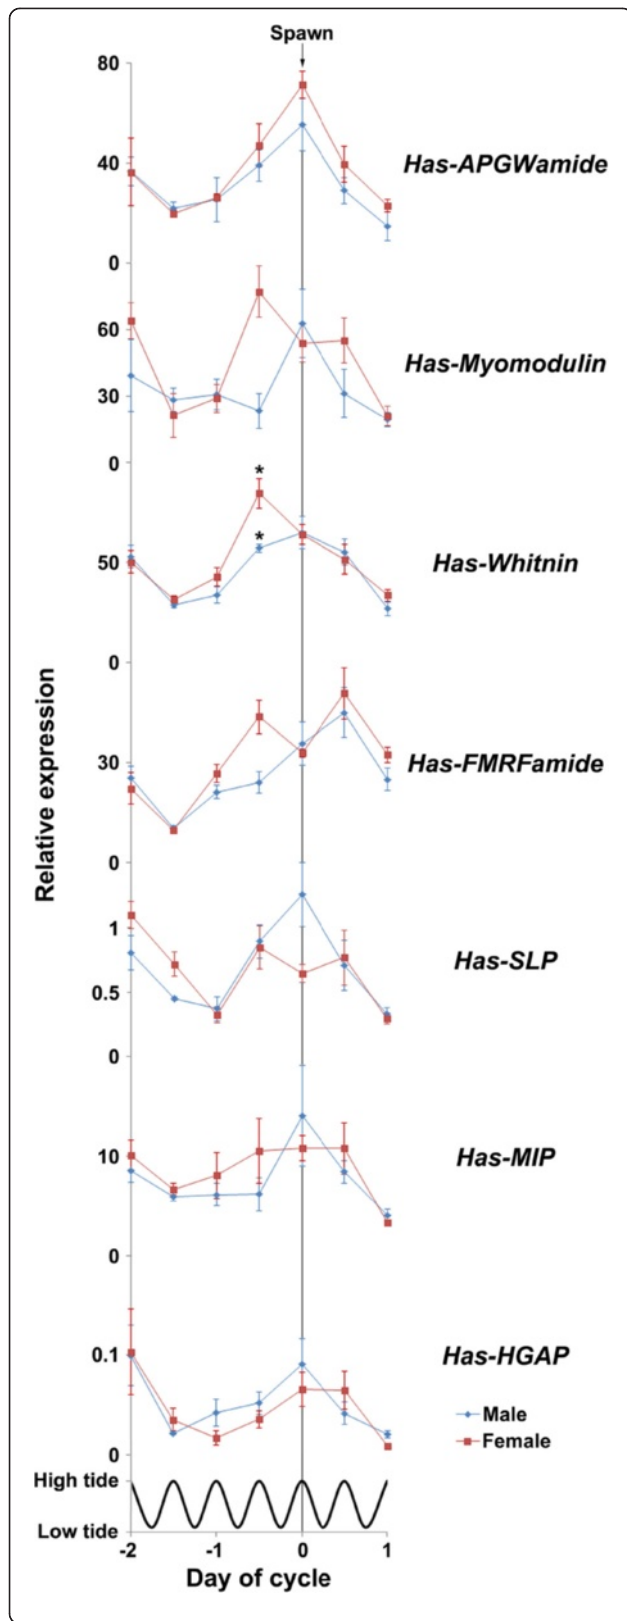 Spawn
80
40
0
Has-APGWamide
60
30
0
Has-Myomodulin
*
*
50
0
Has-Whitnin
30
0
Has-FMRFamide
Relative expression
1
0.5
0
Has-SLP
10
0
Has-MIP
0.1
0
Has-HGAP
Male
Female
High tide
Low tide
-2 -1 0 1
Day of cycle